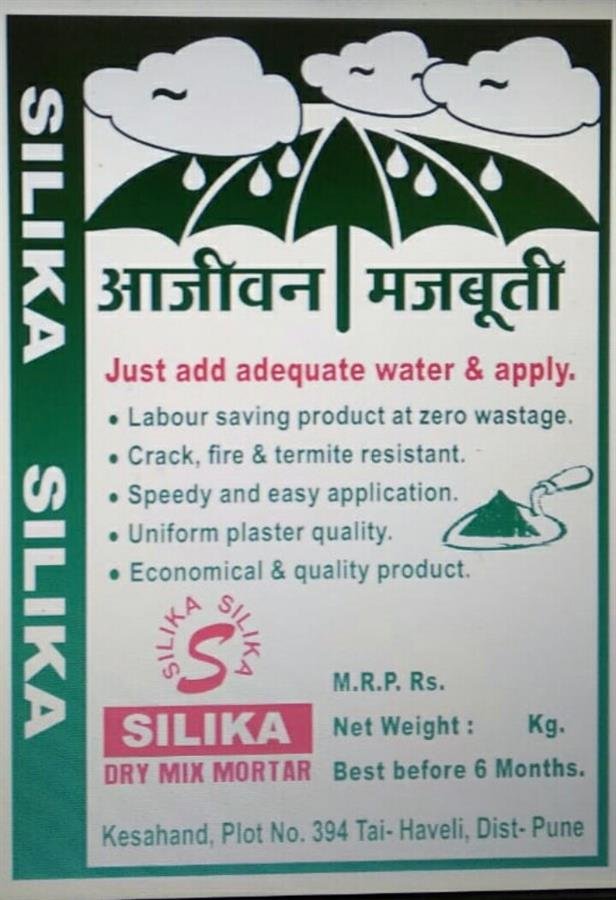 SILIKA SILIKA
आजीवन मजबूती
Just add adequate water & apply.
• Labour saving product at zero wastage.
• Crack, fire & termite resistant.
• Speedy and easy application.
• Uniform plaster quality.
• Economical & quality product.
SILIKA SILIKA
S
SILIKA
DRY MIX MORTAR
M.R.P. Rs.
Net Weight : Kg.
Best before 6 Months.
Kesahand, Plot No. 394 Tai- Haveli, Dist- Pune